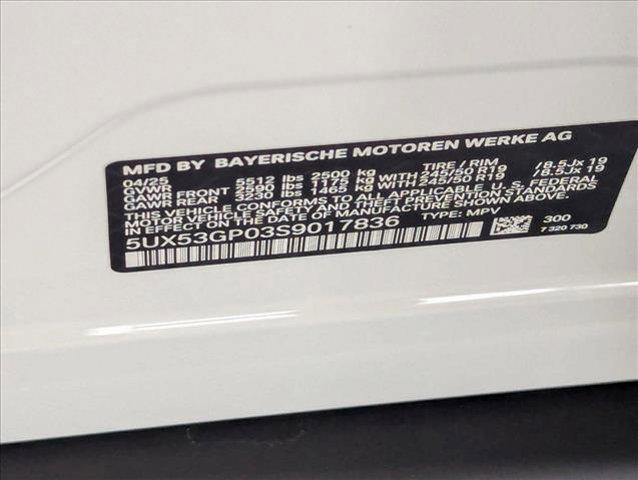 MFD BY BAYERISCHE MOTOREN WERKE AG
04/25 TIRE / RIM
GVWR 5512 lbs 2500 kg
GAWR FRONT 2590 lbs 1175 kg WITH 245/50 R19 /8.5Jx 19
GAWR REAR 3230 lbs 1465 kg WITH 245/50 R19 /8.5Jx 19
THIS VEHICLE CONFORMS TO ALL APPLICABLE U. S. FEDERAL
MOTOR VEHICLE SAFETY AND THEFT PREVENTION STANDARDS
IN EFFECT ON THE DATE OF MANUFACTURE SHOWN ABOVE.
5UX53GP03S9017836 TYPE: MPV
300
7 320 730